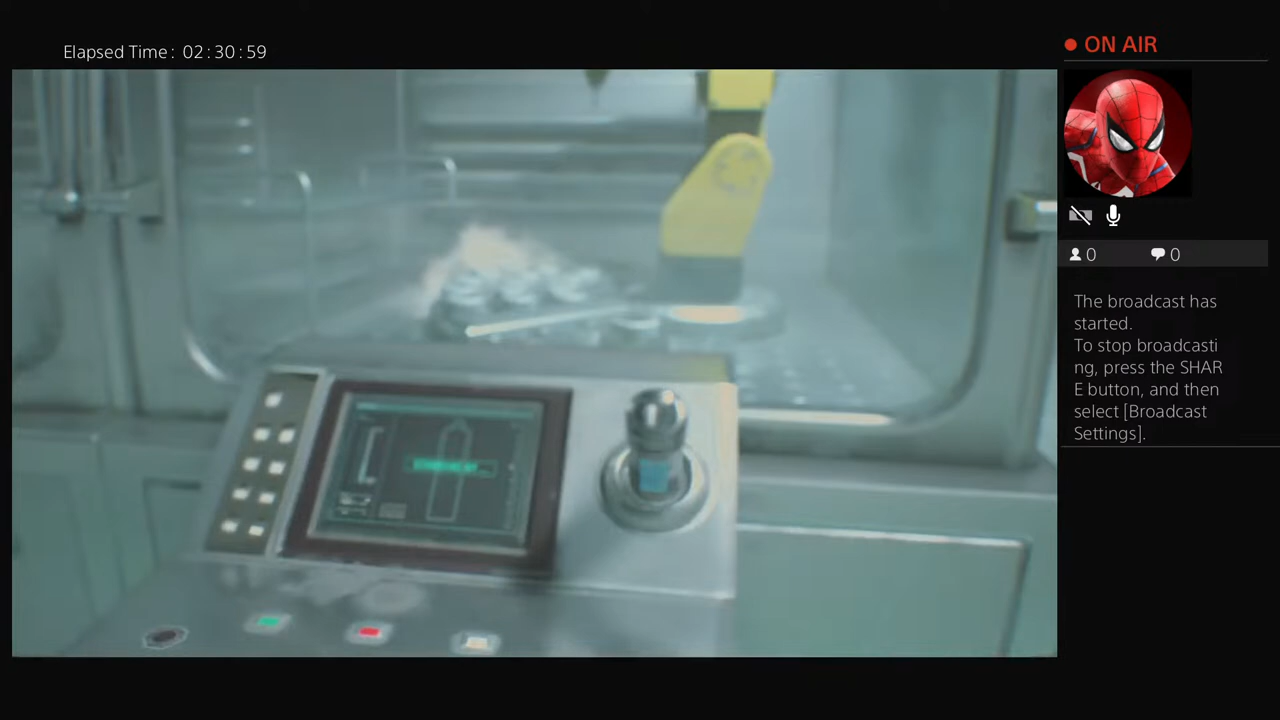 Elapsed Time: 02:30:59
ON AIR
0 0
The broadcast has
started.
To stop broadcasti
ng, press the SHAR
E button, and then
select [Broadcast
Settings].